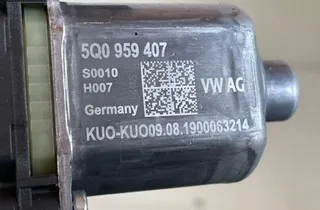 5Q0 959 407
S0010
H007
VW AG
Germany
KUO-KUO09.08.1900063214